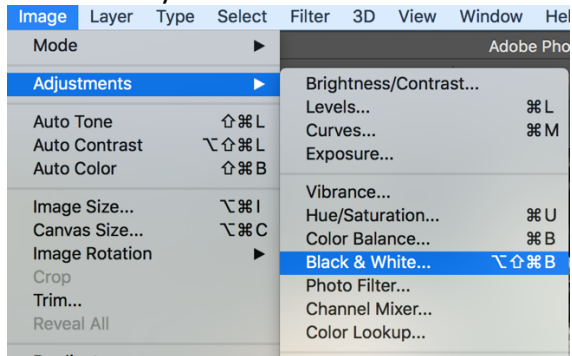 Image Layer Type Select Filter 3D View Window Hel
Mode ▶ Adobe Pho
Adjustments ▶
Auto Tone ⇧⌘L
Auto Contrast ⌥⇧⌘L
Auto Color ⇧⌘B
Image Size... ⌥⌘I
Canvas Size... ⌥⌘C
Image Rotation ▶
Crop
Trim...
Reveal All
Brightness/Contrast...
Levels... ⌘L
Curves... ⌘M
Exposure...
Vibrance...
Hue/Saturation... ⌘U
Color Balance... ⌘B
Black & White... ⌥⇧⌘B
Photo Filter...
Channel Mixer...
Color Lookup...